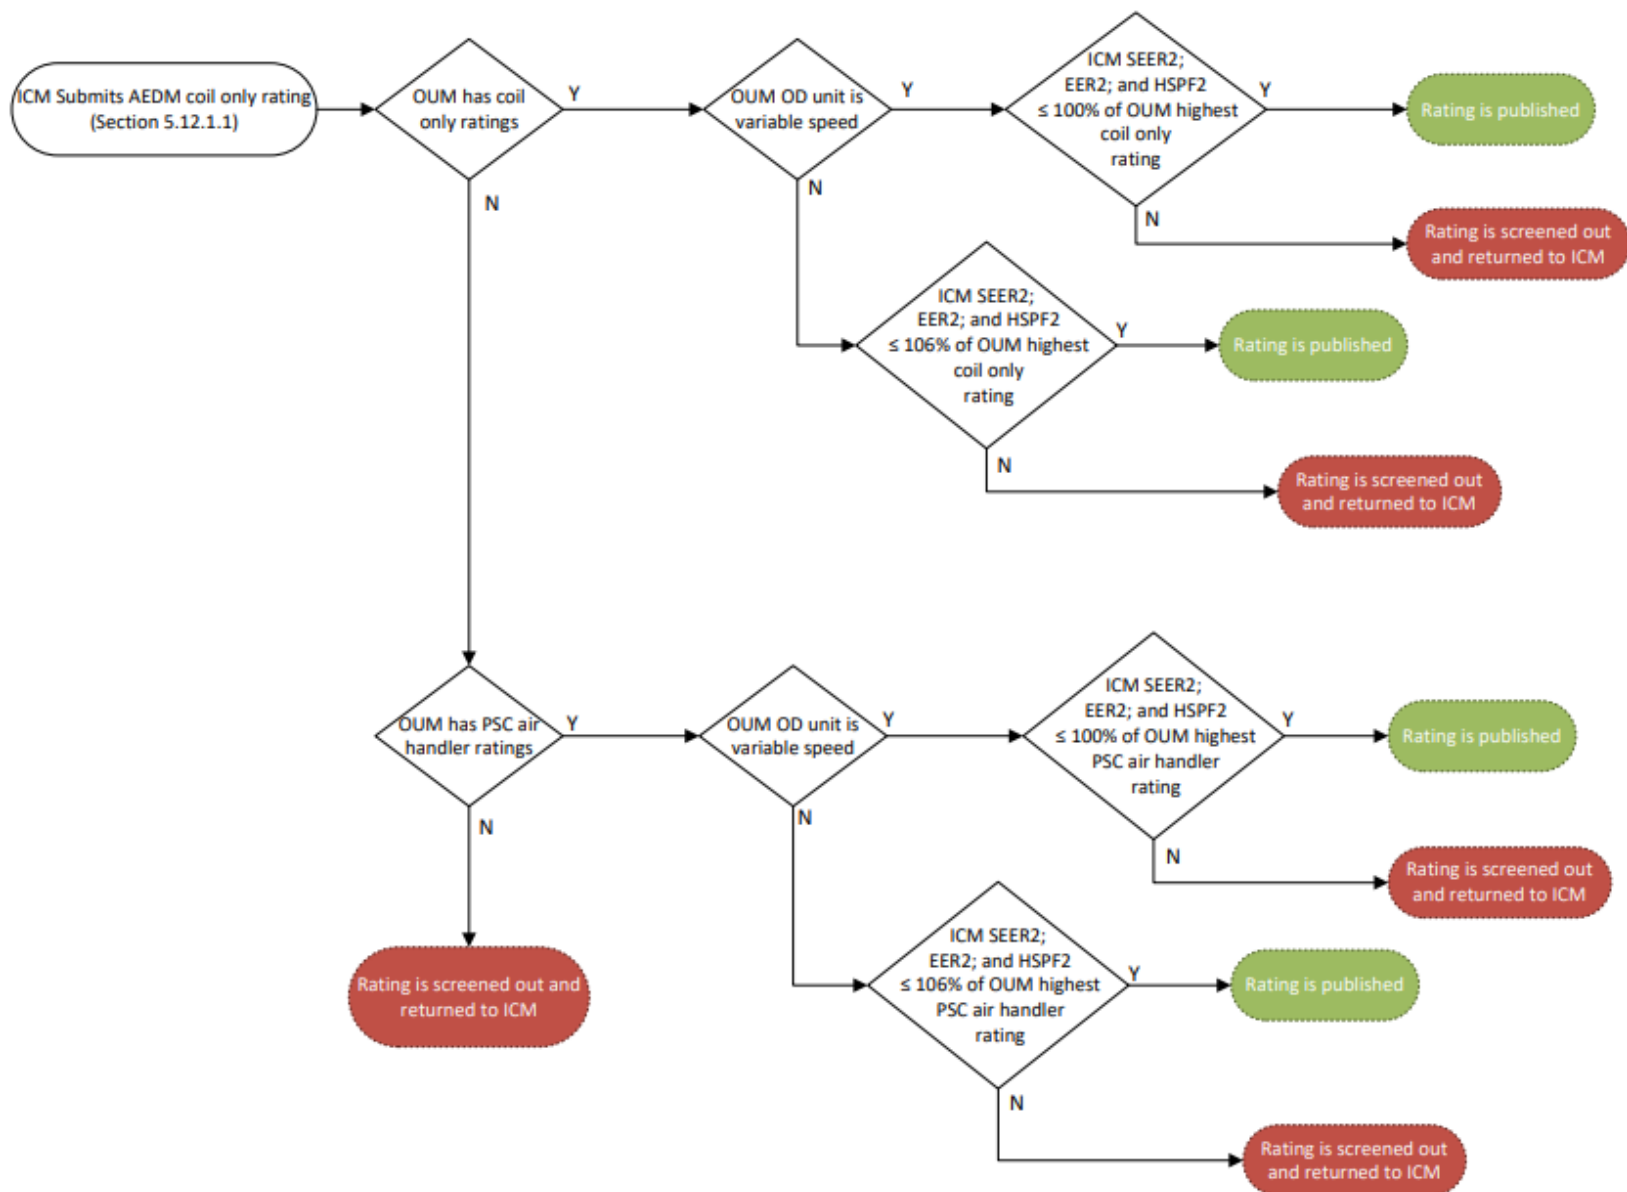 ICM Submits AEDM coil only rating
(Section 5.12.1.1)
OUM has coil
only ratings
Y
OUM OD unit is
variable speed
Y
ICM SEER2;
EER2; and HSPF2
≤ 100% of OUM highest
coil only
rating
Y
Rating is published
N
Rating is screened out
and returned to ICM
N
ICM SEER2;
EER2; and HSPF2
≤ 106% of OUM highest
coil only
rating
Y
Rating is published
N
Rating is screened out
and returned to ICM
N
OUM has PSC air
handler ratings
Y
OUM OD unit is
variable speed
Y
ICM SEER2;
EER2; and HSPF2
≤ 100% of OUM highest
PSC air handler
rating
Y
Rating is published
N
Rating is screened out
and returned to ICM
N
ICM SEER2;
EER2; and HSPF2
≤ 106% of OUM highest
PSC air handler
rating
Y
Rating is published
N
Rating is screened out
and returned to ICM
N
Rating is screened out and
returned to ICM